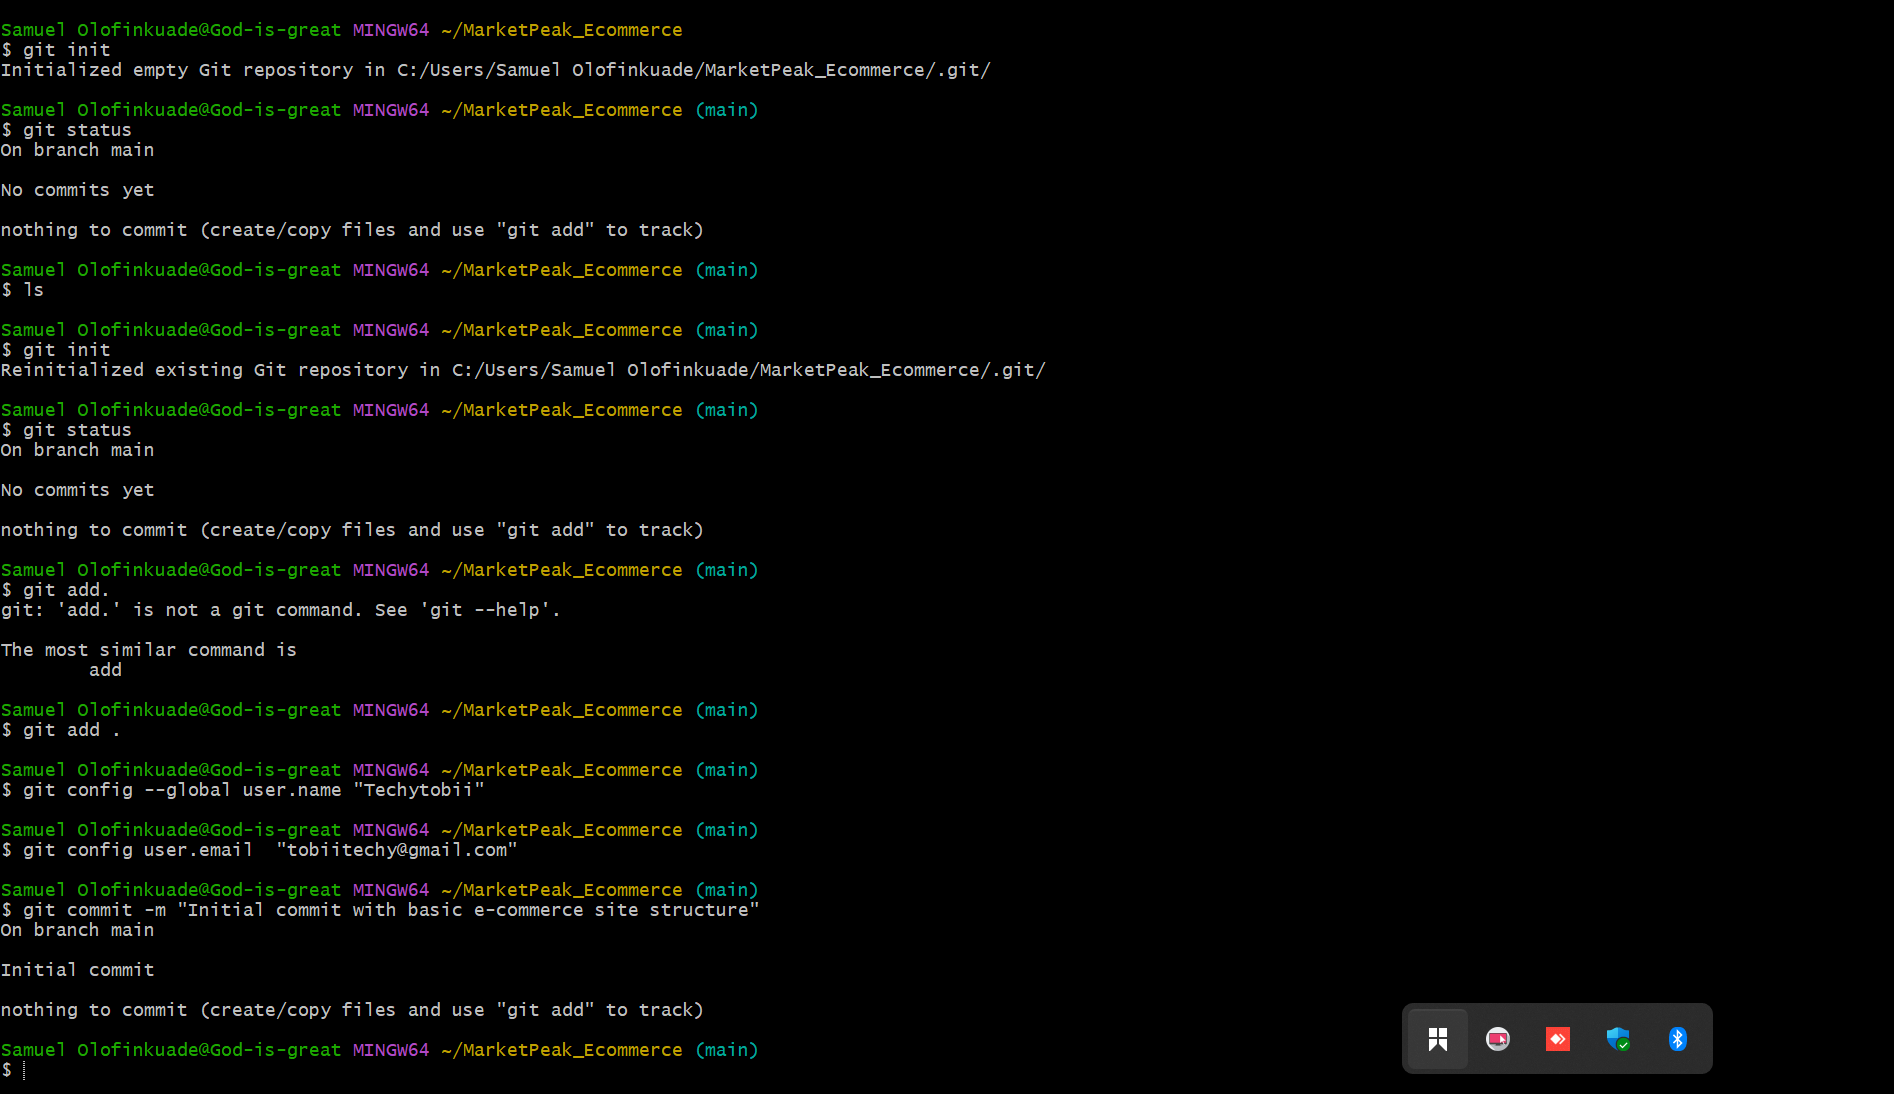 Samuel Olofinkuade@God-is-great MINGW64 ~/MarketPeak_Ecommerce
$ git init
Initialized empty Git repository in C:/Users/Samuel Olofinkuade/MarketPeak_Ecommerce/.git/
Samuel Olofinkuade@God-is-great MINGW64 ~/MarketPeak_Ecommerce (main)
$ git status
On branch main
No commits yet
nothing to commit (create/copy files and use "git add" to track)
Samuel Olofinkuade@God-is-great MINGW64 ~/MarketPeak_Ecommerce (main)
$ ls
Samuel Olofinkuade@God-is-great MINGW64 ~/MarketPeak_Ecommerce (main)
$ git init
Reinitialized existing Git repository in C:/Users/Samuel Olofinkuade/MarketPeak_Ecommerce/.git/
Samuel Olofinkuade@God-is-great MINGW64 ~/MarketPeak_Ecommerce (main)
$ git status
On branch main
No commits yet
nothing to commit (create/copy files and use "git add" to track)
Samuel Olofinkuade@God-is-great MINGW64 ~/MarketPeak_Ecommerce (main)
$ git add.
git: 'add.' is not a git command. See 'git --help'.
The most similar command is
        add
Samuel Olofinkuade@God-is-great MINGW64 ~/MarketPeak_Ecommerce (main)
$ git add .
Samuel Olofinkuade@God-is-great MINGW64 ~/MarketPeak_Ecommerce (main)
$ git config --global user.name "Techytobii"
Samuel Olofinkuade@God-is-great MINGW64 ~/MarketPeak_Ecommerce (main)
$ git config user.email  "tobiitechy@gmail.com"
Samuel Olofinkuade@God-is-great MINGW64 ~/MarketPeak_Ecommerce (main)
$ git commit -m "Initial commit with basic e-commerce site structure"
On branch main
Initial commit
nothing to commit (create/copy files and use "git add" to track)
Samuel Olofinkuade@God-is-great MINGW64 ~/MarketPeak_Ecommerce (main)
$